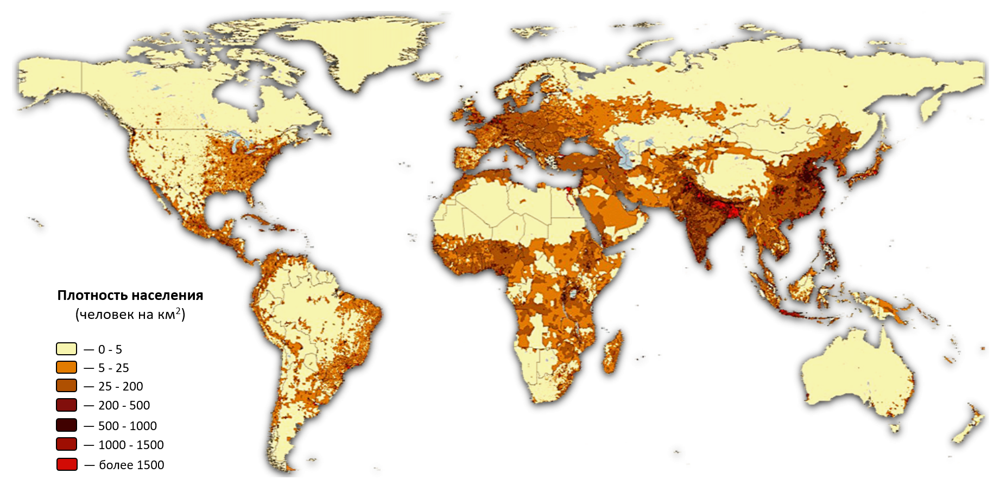 Плотность населения
(человек на км²)
— 0 - 5
— 5 - 25
— 25 - 200
— 200 - 500
— 500 - 1000
— 1000 - 1500
— более 1500